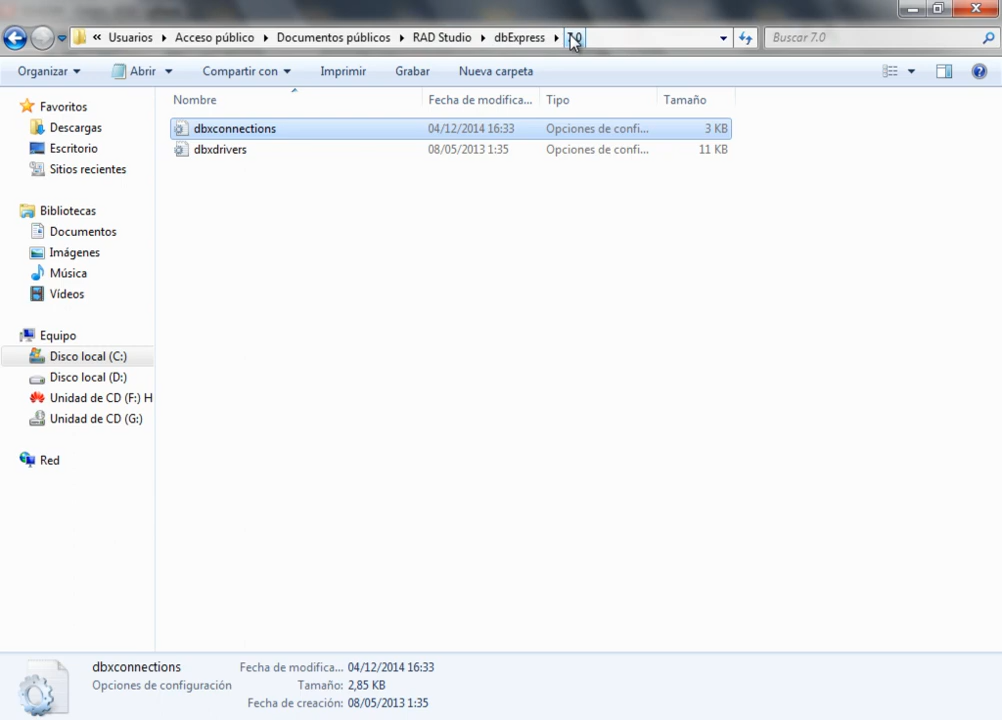 « Usuarios Acceso público Documentos públicos RAD Studio dbExpress 7.0 Buscar 7.0
Organizar Abrir Compartir con Imprimir Grabar Nueva carpeta
Nombre Fecha de modifica... Tipo Tamaño
dbxconnections 04/12/2014 16:33 Opciones de confi... 3 KB
dbxdrivers 08/05/2013 1:35 Opciones de confi... 11 KB
Favoritos
Descargas
Escritorio
Sitios recientes
Bibliotecas
Documentos
Imágenes
Música
Vídeos
Equipo
Disco local (C:)
Disco local (D:)
Unidad de CD (F:) H
Unidad de CD (G:)
Red
dbxconnections Fecha de modifica... 04/12/2014 16:33
Opciones de configuración Tamaño: 2,85 KB
Fecha de creación: 08/05/2013 1:35